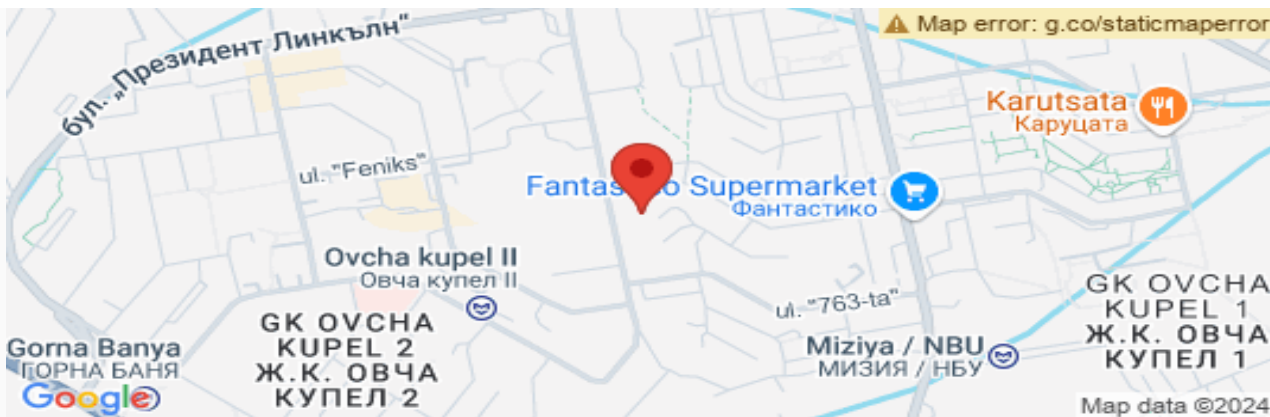 Map error: g.co/staticmaperror
бул. „Президент Линкълн“
Karutsata
Каруцата
ul. "Feniks"
Supermarket
Фантастико
Ovcha kupel II
Овча купел II
ul. "763-ta"
GK OVCHA
KUPEL 1
Ж.К. ОВЧА
КУПЕЛ 1
GK OVCHA
KUPEL 2
Ж.К. ОВЧА
КУПЕЛ 2
Miziya / NBU
МИЗИЯ / НБУ
Gorna Banya
ГОРНА БАНЯ
Google
Map data ©2024